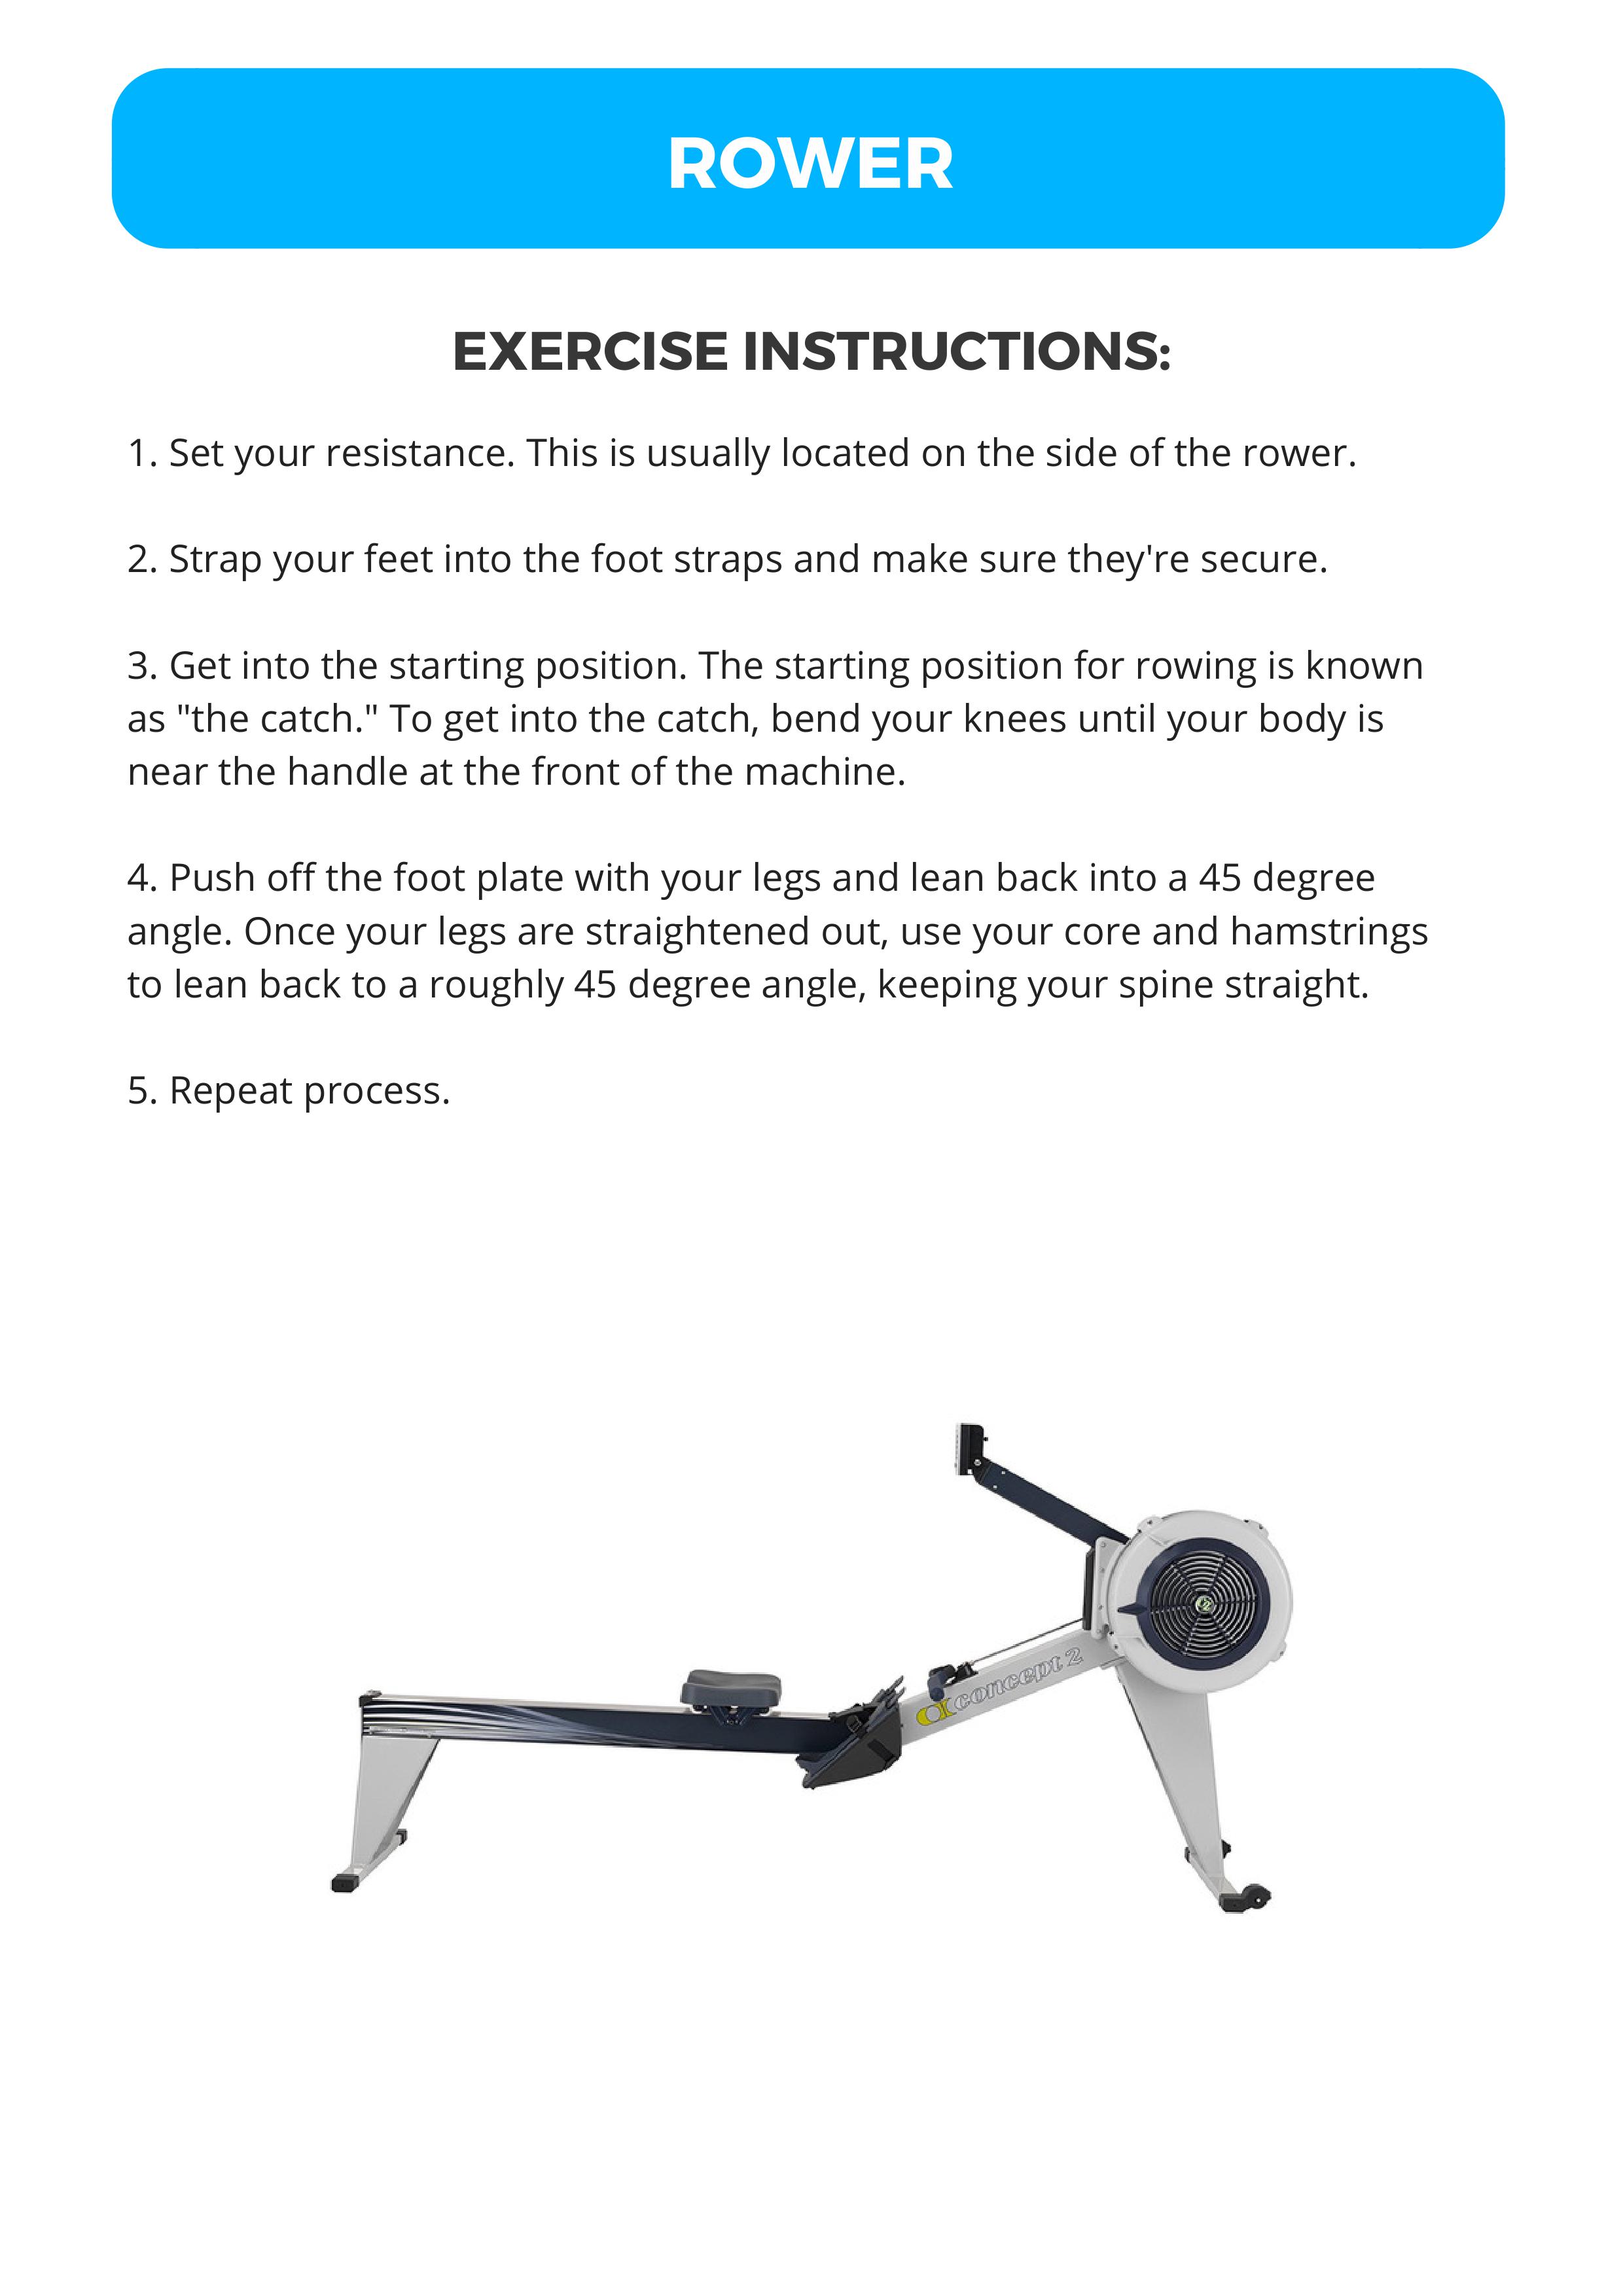 ROWER
EXERCISE INSTRUCTIONS:
1. Set your resistance. This is usually located on the side of the rower.
2. Strap your feet into the foot straps and make sure they're secure.
3. Get into the starting position. The starting position for rowing is known
as "the catch." To get into the catch, bend your knees until your body is
near the handle at the front of the machine.
4. Push off the foot plate with your legs and lean back into a 45 degree
angle. Once your legs are straightened out, use your core and hamstrings
to lean back to a roughly 45 degree angle, keeping your spine straight.
5. Repeat process.
concept 2